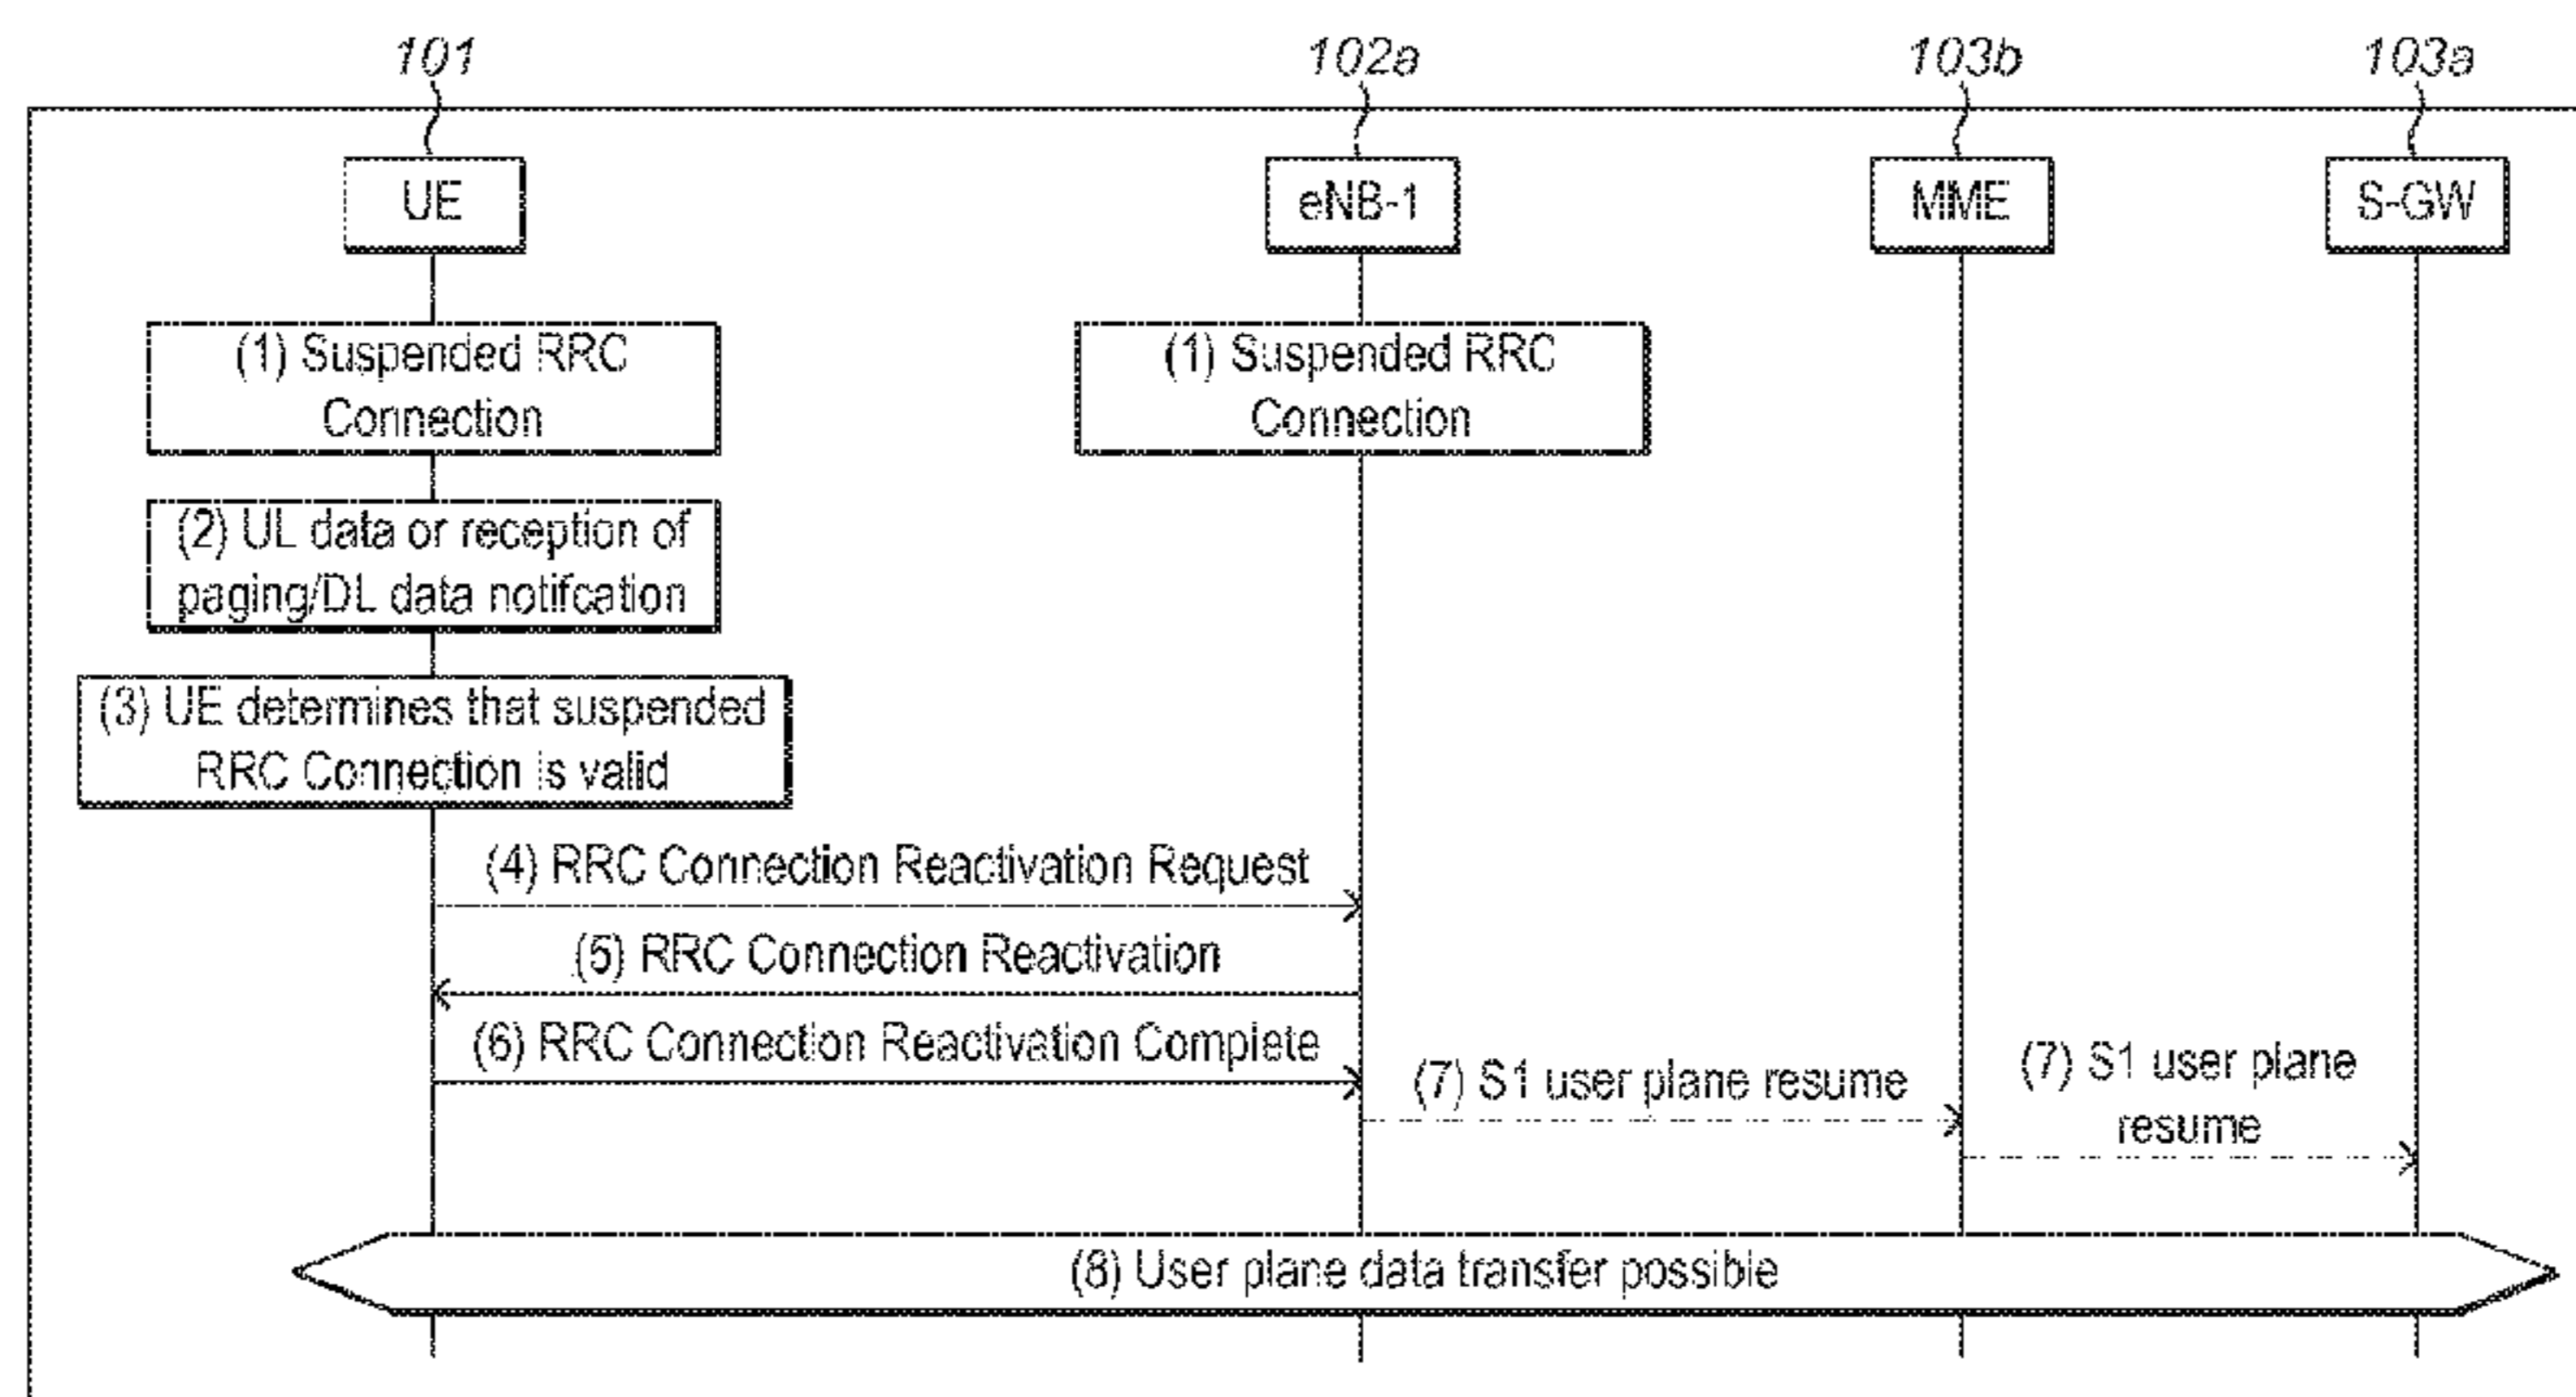 101 102a 103b 103a
UE eNB-1 MME S-GW
(1) Suspended RRC
Connection
(1) Suspended RRC
Connection
(2) UL data or reception of
paging/DL data notifcation
(3) UE determines that suspended
RRC Connection is valid
(4) RRC Connection Reactivation Request
(5) RRC Connection Reactivation
(6) RRC Connection Reactivation Complete
(7) S1 user plane resume
(7) S1 user plane
resume
(8) User plane data transfer possible